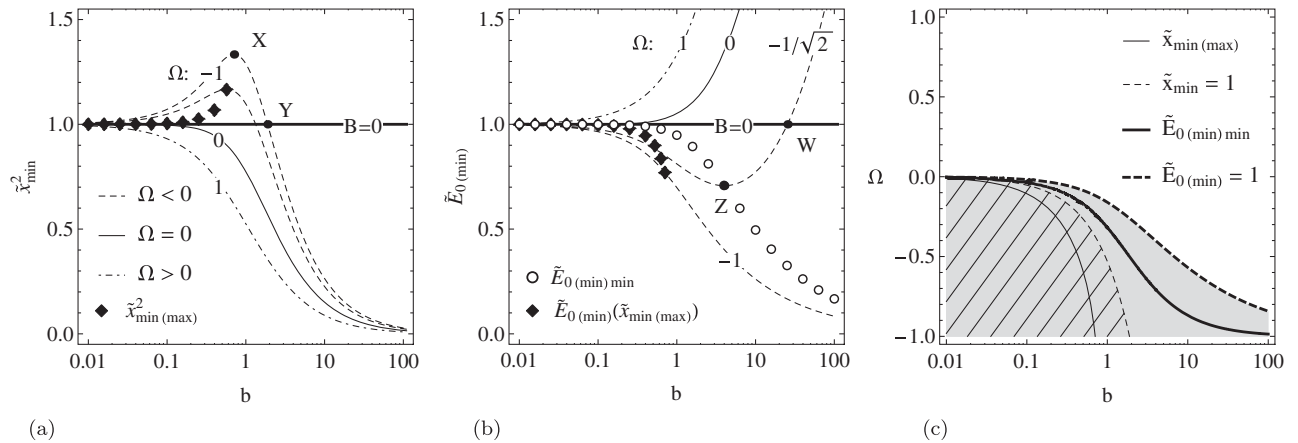 1.5
1.0
0.5
0.0
x̃²min
X
Ω: −1
Y
B=0
0
1
Ω < 0
Ω = 0
Ω > 0
x̃²min (max)
0.01 0.1 1 10 100
b
(a)
1.5
1.0
0.5
0.0
Ẽ0 (min)
Ω: 1 0 −1/√2
B=0
W
Z
−1
Ẽ0 (min) min
Ẽ0 (min)(x̃min (max))
0.01 0.1 1 10 100
b
(b)
1.0
0.5
0.0
−0.5
−1.0
Ω
x̃min (max)
x̃min = 1
Ẽ0 (min) min
Ẽ0 (min) = 1
0.01 0.1 1 10 100
b
(c)